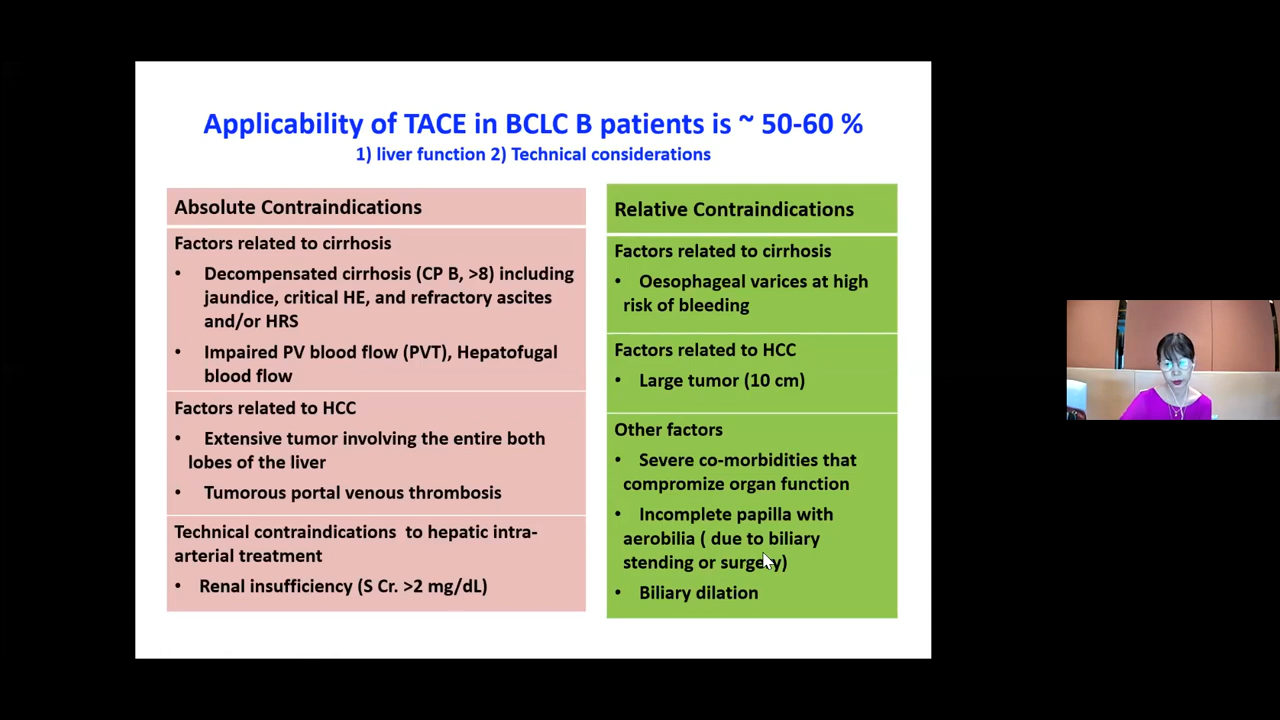 Applicability of TACE in BCLC B patients is ~ 50-60 %
1) liver function 2) Technical considerations
Absolute Contraindications
Factors related to cirrhosis
• Decompensated cirrhosis (CP B, >8) including
jaundice, critical HE, and refractory ascites
and/or HRS
• Impaired PV blood flow (PVT), Hepatofugal
blood flow
Factors related to HCC
• Extensive tumor involving the entire both
lobes of the liver
• Tumorous portal venous thrombosis
Technical contraindications to hepatic intra-
arterial treatment
• Renal insufficiency (S Cr. >2 mg/dL)
Relative Contraindications
Factors related to cirrhosis
• Oesophageal varices at high
risk of bleeding
Factors related to HCC
• Large tumor (10 cm)
Other factors
• Severe co-morbidities that
compromize organ function
• Incomplete papilla with
aerobilia ( due to biliary
stending or surgery)
• Biliary dilation